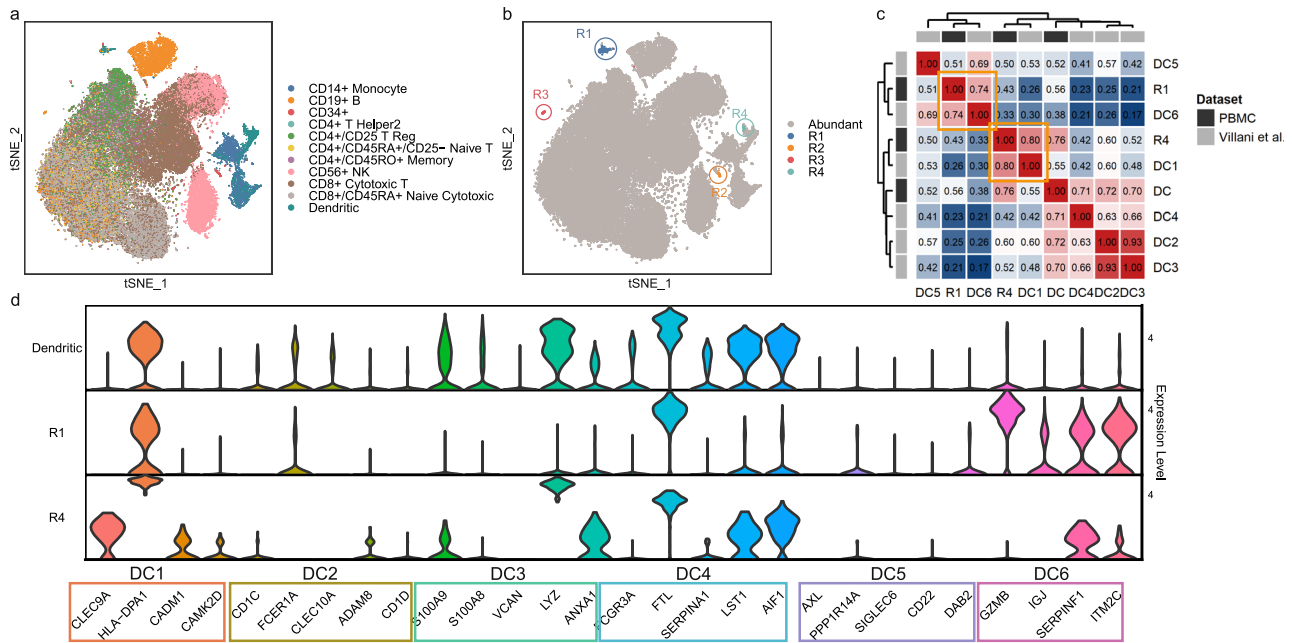 a
tSNE_2
tSNE_1
CD14+ Monocyte
CD19+ B
CD34+
CD4+ T Helper2
CD4+/CD25 T Reg
CD4+/CD45RA+/CD25− Naive T
CD4+/CD45RO+ Memory
CD56+ NK
CD8+ Cytotoxic T
CD8+/CD45RA+ Naive Cytotoxic
Dendritic
b
R1
R3
R4
R2
tSNE_2
tSNE_1
Abundant
R1
R2
R3
R4
c
1.00 0.51 0.69 0.50 0.53 0.52 0.41 0.57 0.42 DC5
0.51 1.00 0.74 0.43 0.26 0.56 0.23 0.25 0.21 R1
0.69 0.74 1.00 0.33 0.30 0.38 0.21 0.26 0.17 DC6
0.50 0.43 0.33 1.00 0.80 0.76 0.42 0.60 0.52 R4
0.53 0.26 0.30 0.80 1.00 0.55 0.42 0.60 0.48 DC1
0.52 0.56 0.38 0.76 0.55 1.00 0.71 0.72 0.70 DC
0.41 0.23 0.21 0.42 0.42 0.71 1.00 0.63 0.66 DC4
0.57 0.25 0.26 0.60 0.60 0.72 0.63 1.00 0.93 DC2
0.42 0.21 0.17 0.52 0.48 0.70 0.66 0.93 1.00 DC3
DC5 R1 DC6 R4 DC1 DC DC4 DC2 DC3
Dataset
PBMC
Villani et al.
d
Dendritic
4
R1
4
R4
4
Expression Level
DC1 DC2 DC3 DC4 DC5 DC6
CLEC9A HLA−DPA1 CADM1 CAMK2D CD1C FCER1A CLEC10A ADAM8 CD1D S100A9 S100A8 VCAN LYZ ANXA1 FCGR3A FTL SERPINA1 LST1 AIF1 AXL PPP1R14A SIGLEC6 CD22 DAB2 GZMB IGJ SERPINF1 ITM2C